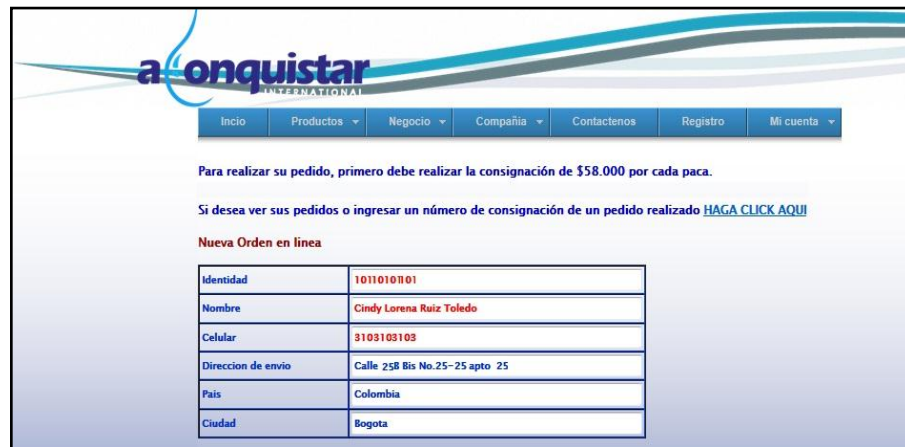 aConquistar
INTERNATIONAL
Incio Productos Negocio Compañia Contactenos Registro Mi cuenta
Para realizar su pedido, primero debe realizar la consignación de $58.000 por cada paca.
Si desea ver sus pedidos o ingresar un número de consignación de un pedido realizado HAGA CLICK AQUI
Nueva Orden en linea
Identidad 10110101101
Nombre Cindy Lorena Ruiz Toledo
Celular 3103103103
Direccion de envio Calle 25B Bis No.25-25 apto 25
Pais Colombia
Ciudad Bogota